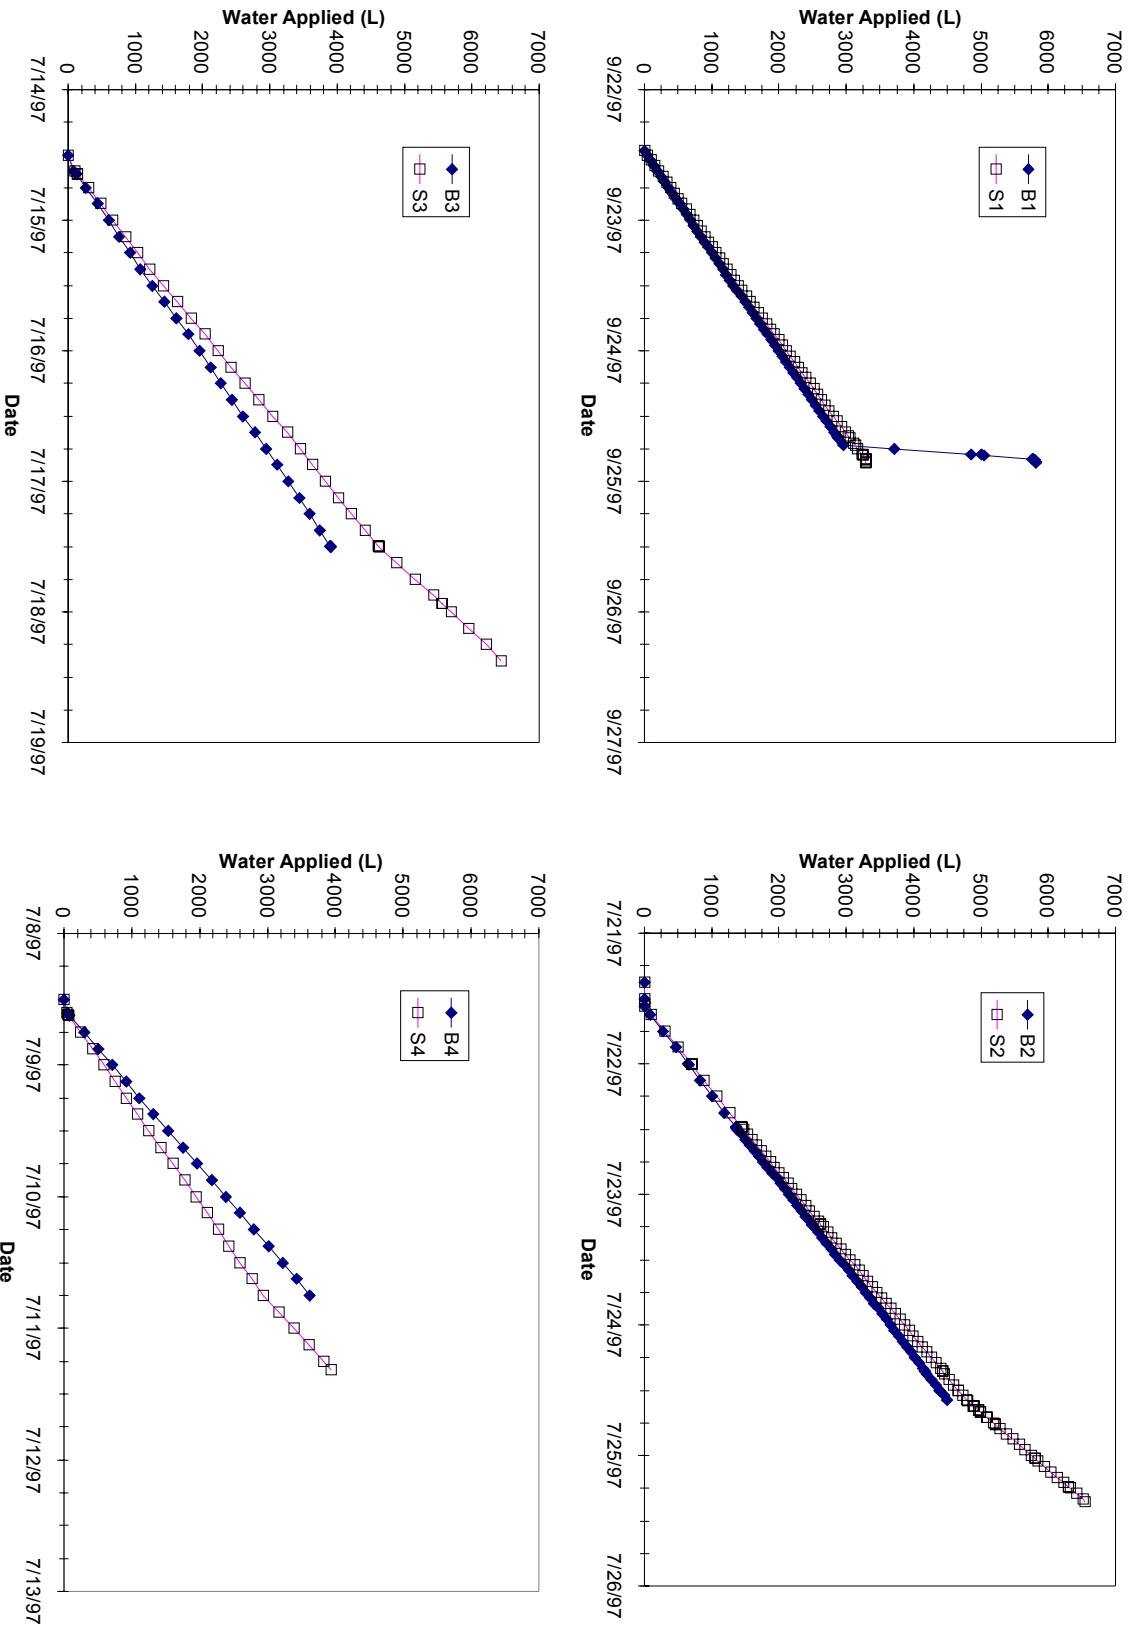 Water Applied (L)
7000
6000
5000
4000
3000
2000
1000
0
B1
S1
9/22/97 9/23/97 9/24/97 9/25/97 9/26/97 9/27/97
Date
Water Applied (L)
7000
6000
5000
4000
3000
2000
1000
0
B2
S2
7/21/97 7/22/97 7/23/97 7/24/97 7/25/97 7/26/97
Date
Water Applied (L)
7000
6000
5000
4000
3000
2000
1000
0
B3
S3
7/14/97 7/15/97 7/16/97 7/17/97 7/18/97 7/19/97
Date
Water Applied (L)
7000
6000
5000
4000
3000
2000
1000
0
B4
S4
7/8/97 7/9/97 7/10/97 7/11/97 7/12/97 7/13/97
Date